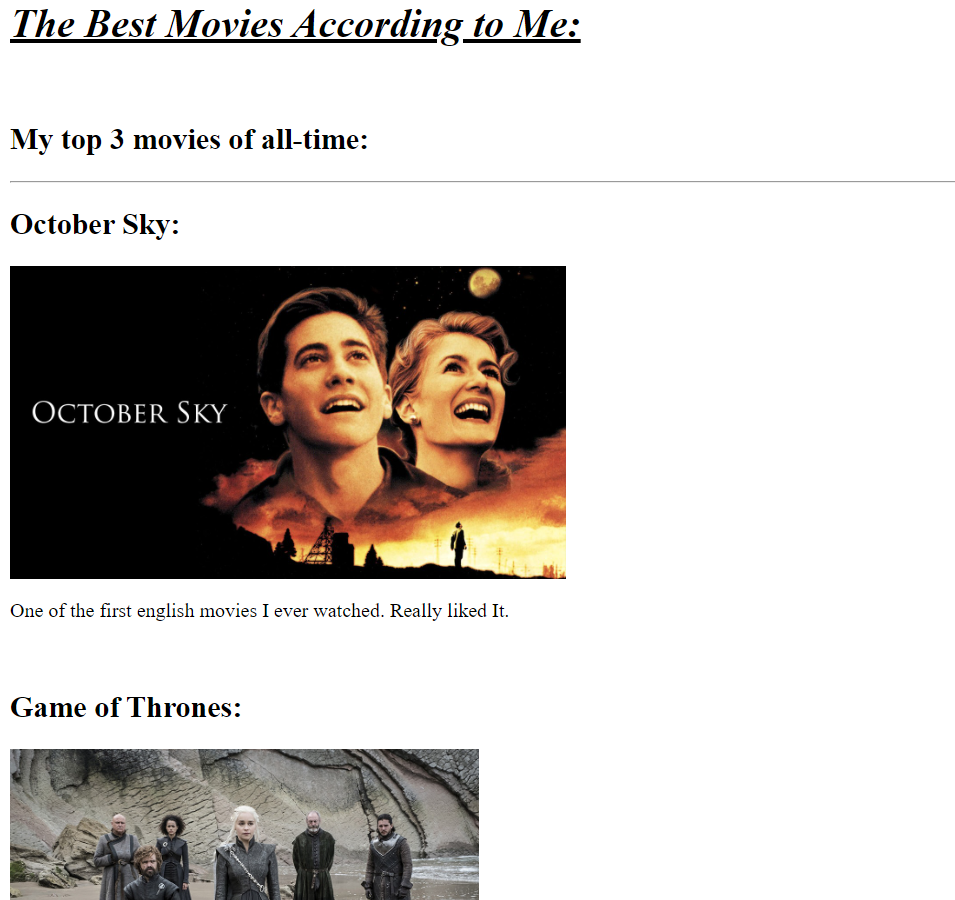 The Best Movies According to Me:
My top 3 movies of all-time:
October Sky:
OCTOBER SKY
One of the first english movies I ever watched. Really liked It.
Game of Thrones: